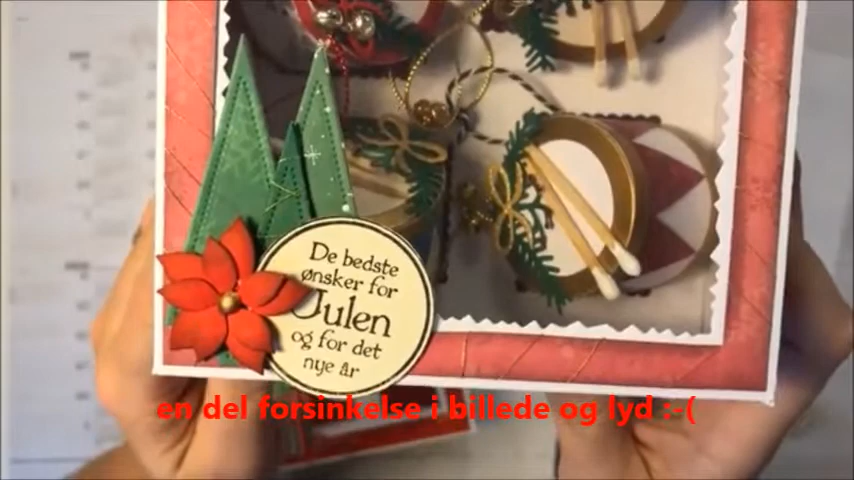 De bedste
ønsker for
Julen
og for det
nye år
en del forsinkelse i billede og lyd :-(